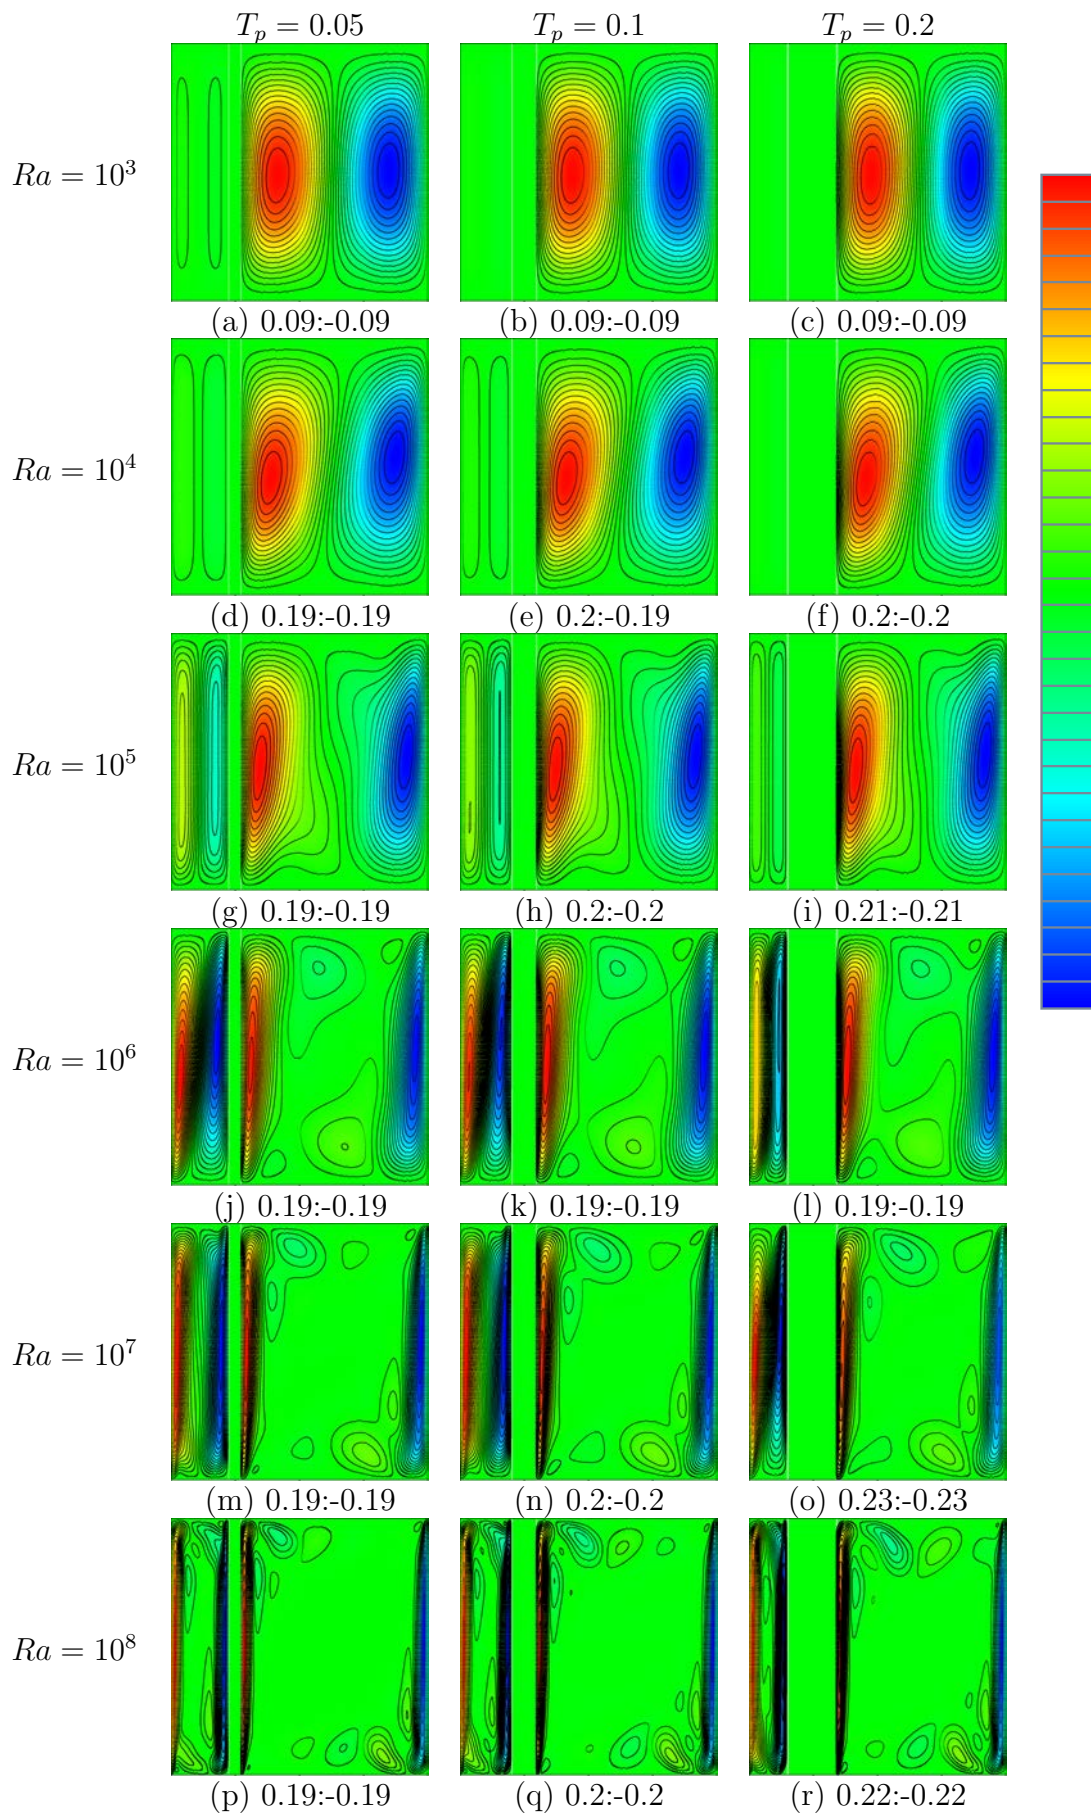 T_p = 0.05 T_p = 0.1 T_p = 0.2
Ra = 10^3
(a) 0.09:-0.09 (b) 0.09:-0.09 (c) 0.09:-0.09
Ra = 10^4
(d) 0.19:-0.19 (e) 0.2:-0.19 (f) 0.2:-0.2
Ra = 10^5
(g) 0.19:-0.19 (h) 0.2:-0.2 (i) 0.21:-0.21
Ra = 10^6
(j) 0.19:-0.19 (k) 0.19:-0.19 (l) 0.19:-0.19
Ra = 10^7
(m) 0.19:-0.19 (n) 0.2:-0.2 (o) 0.23:-0.23
Ra = 10^8
(p) 0.19:-0.19 (q) 0.2:-0.2 (r) 0.22:-0.22